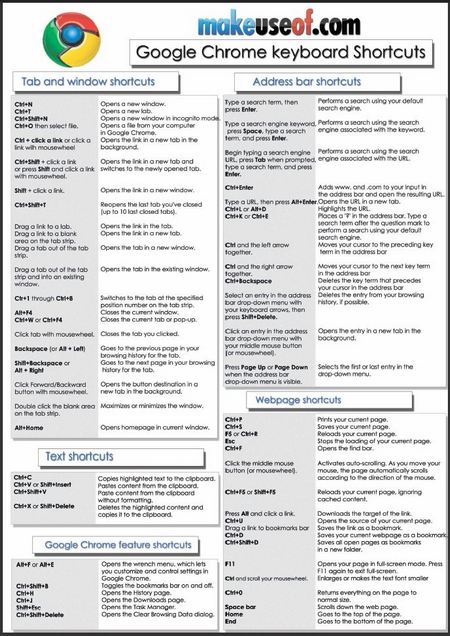 makeuseof.com
Google Chrome keyboard Shortcuts
Tab and window shortcuts
Ctrl+N Opens a new window.
Ctrl+T Opens a new tab.
Ctrl+Shift+N Opens a new window in incognito mode.
Ctrl+O then select file. Opens a file from your computer
in Google Chrome.
Ctrl + click a link or click a Opens the link in a new tab in the
link with mousewheel background.
Ctrl+Shift + click a link Opens the link in a new tab and
or press Shift and click a link switches to the newly opened tab.
with mousewheel.
Shift + click a link. Opens the link in a new window.
Ctrl+Shift+T Reopens the last tab you've closed
(up to 10 last closed tabs).
Drag a link to a tab. Opens the link in the tab.
Drag a link to a blank Opens the link in a new tab.
area on the tab strip.
Drag a tab out of the tab Opens the tab in a new window.
strip.
Drag a tab out of the tab Opens the tab in the existing window.
strip and into an existing
window.
Ctrl+1 through Ctrl+8 Switches to the tab at the specified
position number on the tab strip.
Alt+F4 Closes the current window.
Ctrl+W or Ctrl+F4 Closes the current tab or pop-up.
Click tab with mousewheel. Closes the tab you clicked.
Backspace (or Alt + Left) Goes to the previous page in your
browsing history for the tab.
Shift+Backspace or Goes to the next page in your browsing
Alt + Right history for the tab.
Click Forward/Backward Opens the button destination in a
button with mousewheel. new tab in the background.
Double click the blank area Maximizes or minimizes the window.
on the tab strip.
Alt+Home Opens homepage in current window.
Text shortcuts
Ctrl+C Copies highlighted text to the clipboard.
Ctrl+V or Shift+Insert Pastes content from the clipboard.
Ctrl+Shift+V Paste content from the clipboard
without formatting.
Ctrl+X or Shift+Delete Deletes the highlighted content and
copies it to the clipboard.
Google Chrome feature shortcuts
Alt+F or Alt+E Opens the wrench menu, which lets
you customize and control settings in
Google Chrome.
Ctrl+Shift+B Toggles the bookmarks bar on and off.
Ctrl+H Opens the History page.
Ctrl+J Opens the Downloads page.
Shift+Esc Opens the Task Manager.
Ctrl+Shift+Delete Opens the Clear Browsing Data dialog.
Address bar shortcuts
Type a search term, then Performs a search using your default
press Enter. search engine.
Type a search engine keyword, Performs a search using the search
press Space, type a search engine associated with the keyword.
term, and press Enter.
Begin typing a search engine Performs a search using the search
URL, press Tab when prompted, engine associated with the URL.
type a search term, and press
Enter.
Ctrl+Enter Adds www. and .com to your input
in the address bar and open the resulting URL.
Type a URL, then press Alt+Enter. Opens the URL in a new tab.
Ctrl+L or Alt+D Highlights the URL.
Ctrl+K or Ctrl+E Places a '?' in the address bar. Type a
search term after the question mark to
perform a search using your default
search engine.
Ctrl and the left arrow Moves your cursor to the preceding key
together. term in the address bar
Ctrl and the right arrow Moves your cursor to the next key term
together. in the address bar
Ctrl+Backspace Deletes the key term that precedes
your cursor in the address bar
Select an entry in the address Deletes the entry from your browsing
bar drop-down menu with history, if possible.
your keyboard arrows, then
press Shift+Delete.
Click an entry in the address Opens the entry in a new tab in the
bar drop-down menu with background.
your middle mouse button
(or mousewheel).
Press Page Up or Page Down Selects the first or last entry in the
when the address bar drop-down menu.
drop-down menu is visible.
Webpage shortcuts
Ctrl+P Prints your current page.
Ctrl+S Saves your current page.
F5 or Ctrl+R Reloads your current page.
Esc Stops the loading of your current page.
Ctrl+F Opens the find bar.
Click the middle mouse Activates auto-scrolling. As you move your
button (or mousewheel). mouse, the page automatically scrolls
according to the direction of the mouse.
Ctrl+F5 or Shift+F5 Reloads your current page, ignoring
cached content.
Press Alt and click a link. Downloads the target of the link.
Ctrl+U Opens the source of your current page.
Drag a link to bookmarks bar Saves the link as a bookmark.
Ctrl+D Saves your current webpage as a bookmark.
Ctrl+Shift+D Saves all open pages as bookmarks
in a new folder.
F11 Opens your page in full-screen mode. Press
F11 again to exit full-screen.
Ctrl and scroll your mousewheel. Enlarges or makes the text font smaller
Ctrl+0 Returns everything on the page to
normal size.
Space bar Scrolls down the web page.
Home Goes to the top of the page.
End Goes to the bottom of the page.